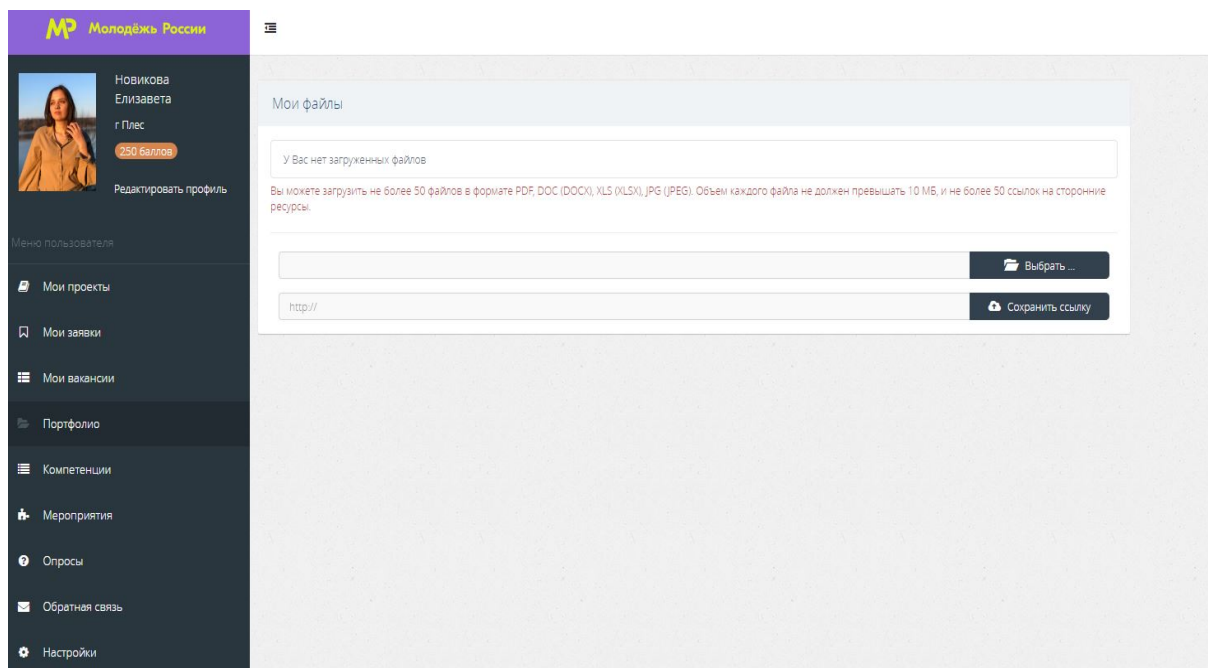 МР Молодёжь России
Новикова
Елизавета
г Плес
250 баллов
Редактировать профиль
Меню пользователя
Мои проекты
Мои заявки
Мои вакансии
Портфолио
Компетенции
Мероприятия
Опросы
Обратная связь
Настройки
Мои файлы
У Вас нет загруженных файлов
Вы можете загрузить не более 50 файлов в формате PDF, DOC (DOCX), XLS (XLSX), JPG (JPEG). Объем каждого файла не должен превышать 10 МБ, и не более 50 ссылок на сторонние
ресурсы.
Выбрать ...
http:// Сохранить ссылку